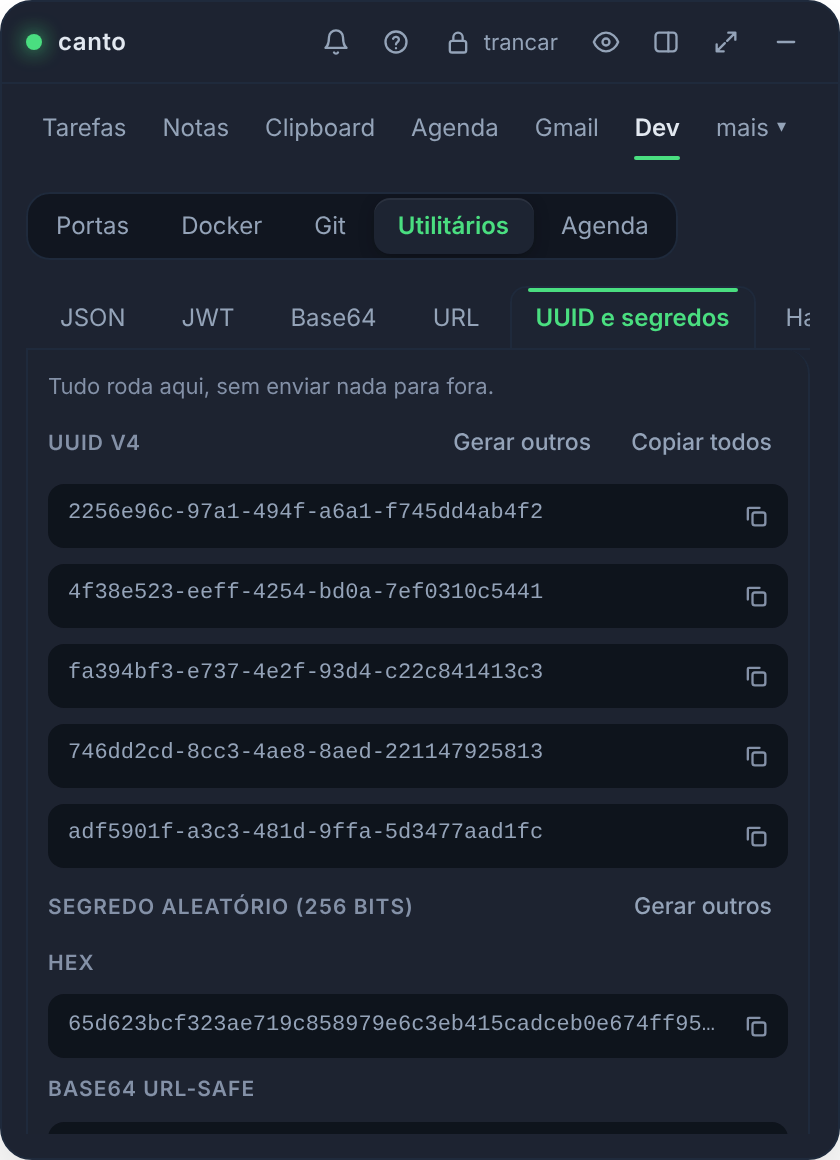 canto
trancar
Tarefas Notas Clipboard Agenda Gmail Dev mais ▼
Portas Docker Git Utilitários Agenda
JSON JWT Base64 URL UUID e segredos
Tudo roda aqui, sem enviar nada para fora.
UUID V4 Gerar outros Copiar todos
2256e96c-97a1-494f-a6a1-f745dd4ab4f2
4f38e523-eeff-4254-bd0a-7ef0310c5441
fa394bf3-e737-4e2f-93d4-c22c841413c3
746dd2cd-8cc3-4ae8-8aed-221147925813
adf5901f-a3c3-481d-9ffa-5d3477aad1fc
SEGREDO ALEATÓRIO (256 BITS) Gerar outros
HEX
65d623bcf323ae719c858979e6c3eb415cadceb0e674ff95…
BASE64 URL-SAFE